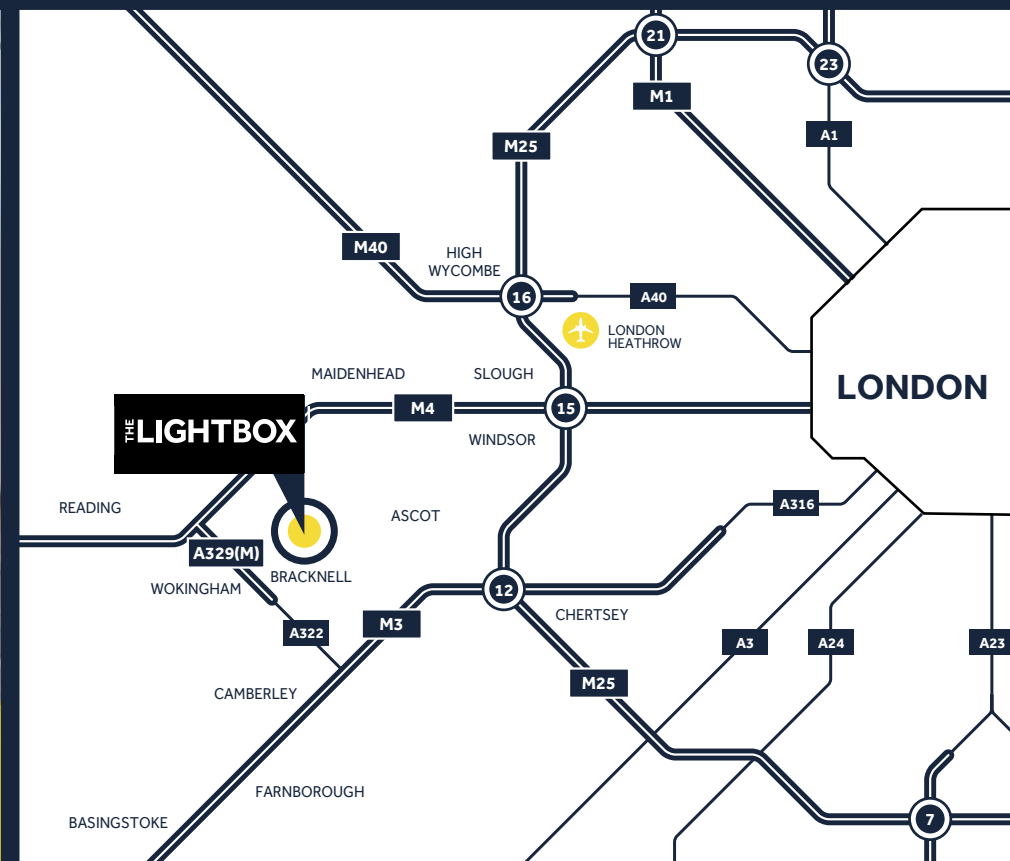 21
23
M1
A1
M25
M40
HIGH
WYCOMBE
16
A40
LONDON
HEATHROW
MAIDENHEAD
SLOUGH
LONDON
M4
15
THE LIGHTBOX
WINDSOR
READING
ASCOT
A316
A329(M)
BRACKNELL
WOKINGHAM
12
CHERTSEY
M3
A322
A3
A24
A23
M25
CAMBERLEY
FARNBOROUGH
BASINGSTOKE
7